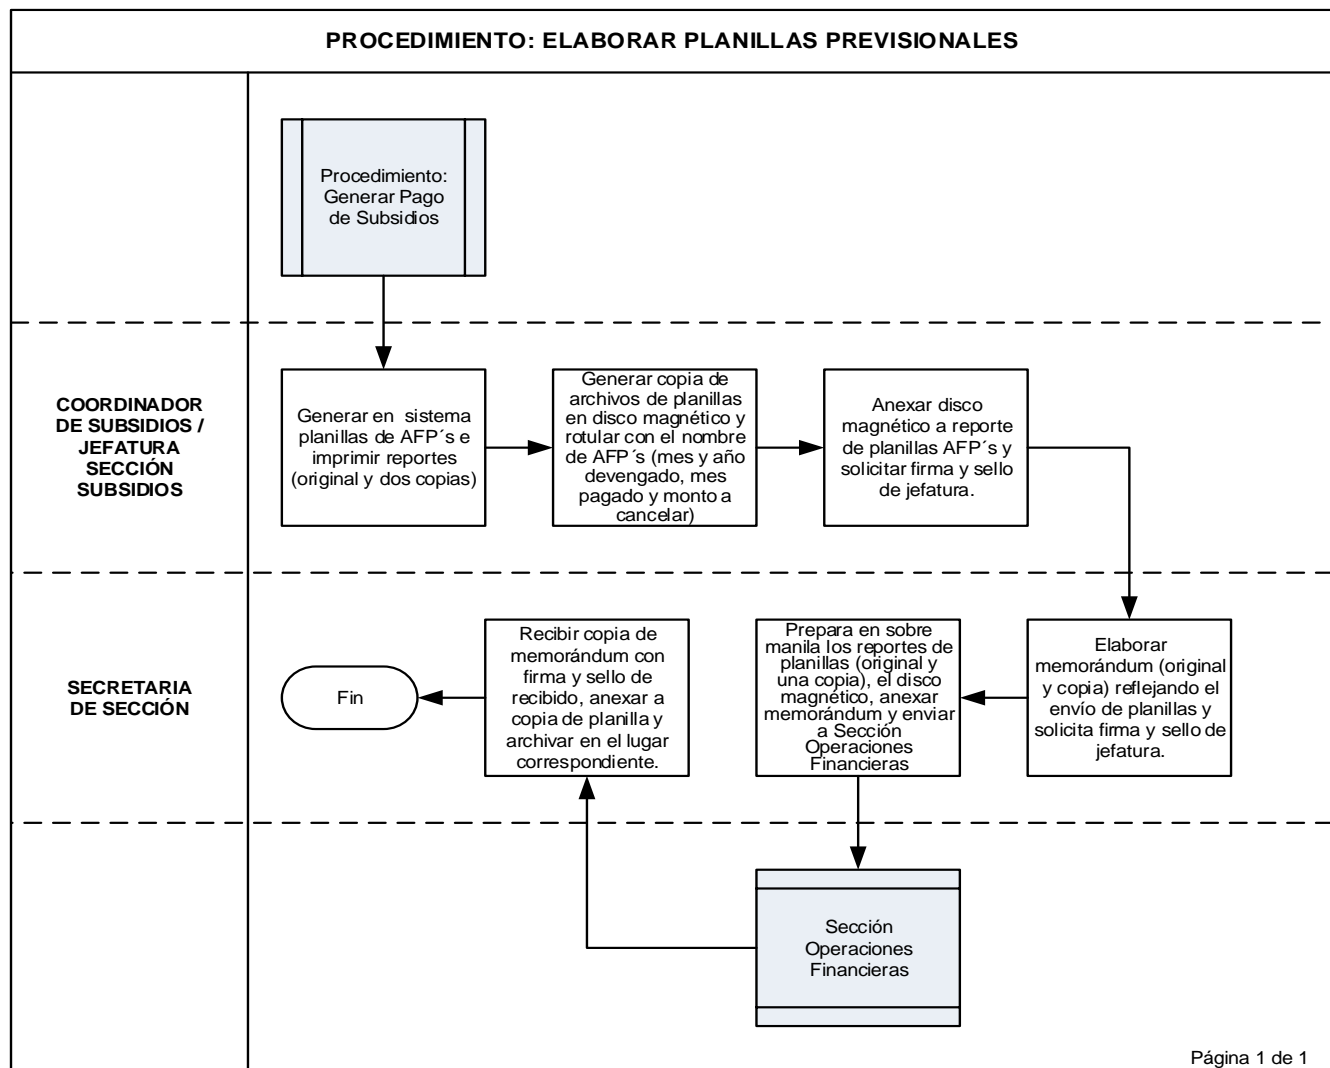 PROCEDIMIENTO: ELABORAR PLANILLAS PREVISIONALES
Procedimiento:
Generar Pago
de Subsidios
COORDINADOR
DE SUBSIDIOS /
JEFATURA
SECCIÓN
SUBSIDIOS
Generar en sistema
planillas de AFP´s e
imprimir reportes
(original y dos copias)
Generar copia de
archivos de planillas
en disco magnético y
rotular con el nombre
de AFP´s (mes y año
devengado, mes
pagado y monto a
cancelar)
Anexar disco
magnético a reporte
de planillas AFP´s y
solicitar firma y sello
de jefatura.
SECRETARIA
DE SECCIÓN
Fin
Recibir copia de
memorándum con
firma y sello de
recibido, anexar a
copia de planilla y
archivar en el lugar
correspondiente.
Prepara en sobre
manila los reportes de
planillas (original y
una copia), el disco
magnético, anexar
memorándum y enviar
a Sección
Operaciones
Financieras
Elaborar
memorándum (original
y copia) reflejando el
envío de planillas y
solicita firma y sello de
jefatura.
Sección
Operaciones
Financieras
Página 1 de 1